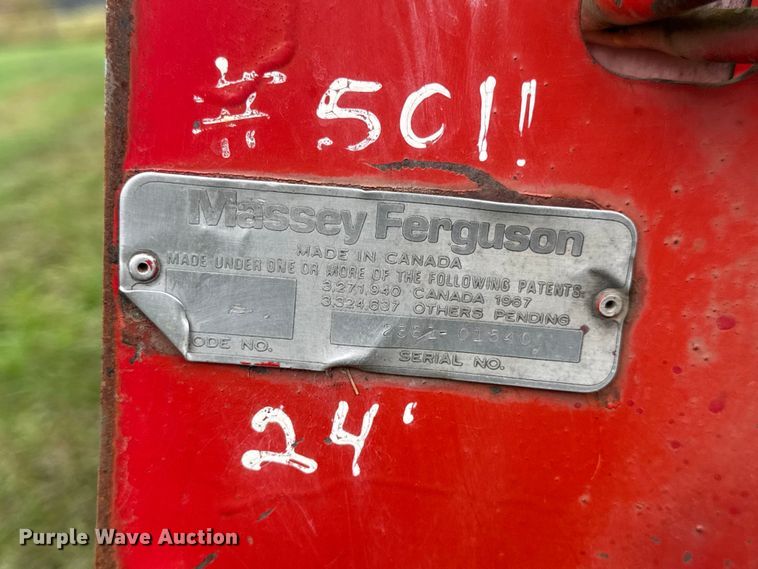 # 501"
Massey Ferguson
MADE IN CANADA
MADE UNDER ONE OR MORE OF THE FOLLOWING PATENTS:
3,271,940 CANADA 1967
3,324,637 OTHERS PENDING
01540
ODE NO.
SERIAL NO.
24'
Purple Wave Auction